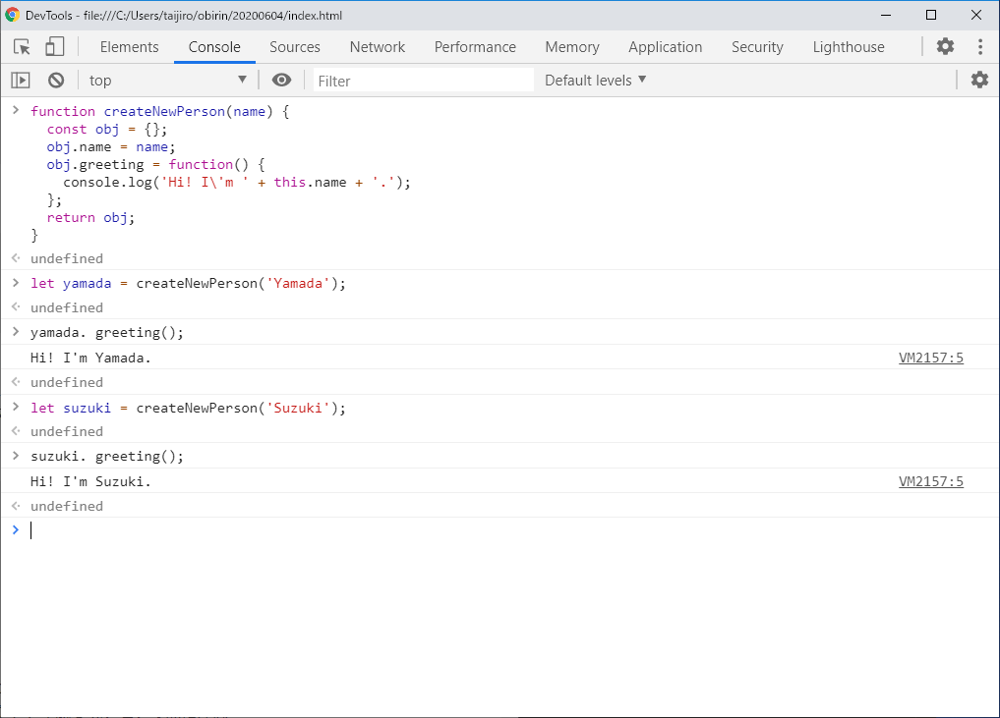 DevTools - file:///C:/Users/taijiro/obirin/20200604/index.html
Elements Console Sources Network Performance Memory Application Security Lighthouse
top Filter Default levels
function createNewPerson(name) {
const obj = {};
obj.name = name;
obj.greeting = function() {
console.log('Hi! I\'m ' + this.name + '.');
};
return obj;
}
undefined
let yamada = createNewPerson('Yamada');
undefined
yamada. greeting();
Hi! I'm Yamada. VM2157:5
undefined
let suzuki = createNewPerson('Suzuki');
undefined
suzuki. greeting();
Hi! I'm Suzuki. VM2157:5
undefined